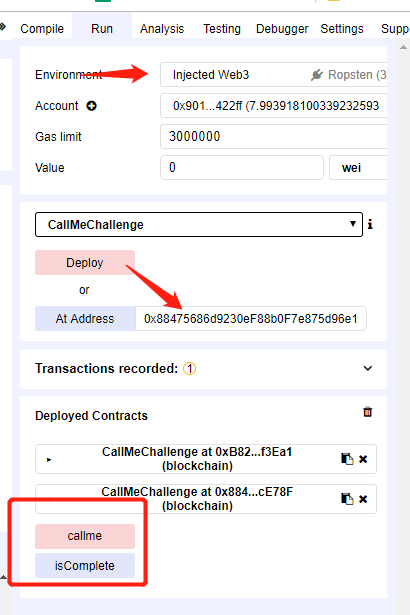 Compile Run Analysis Testing Debugger Settings Supp
Environment Injected Web3 Ropsten (3
Account 0x901...422ff (7.993918100339232593
Gas limit 3000000
Value 0 wei
CallMeChallenge
Deploy
or
At Address 0x88475686d9230eF88b0F7e875d96e1
Transactions recorded: 1
Deployed Contracts
CallMeChallenge at 0xB82...f3Ea1
(blockchain)
CallMeChallenge at 0x884...cE78F
(blockchain)
callme
isComplete